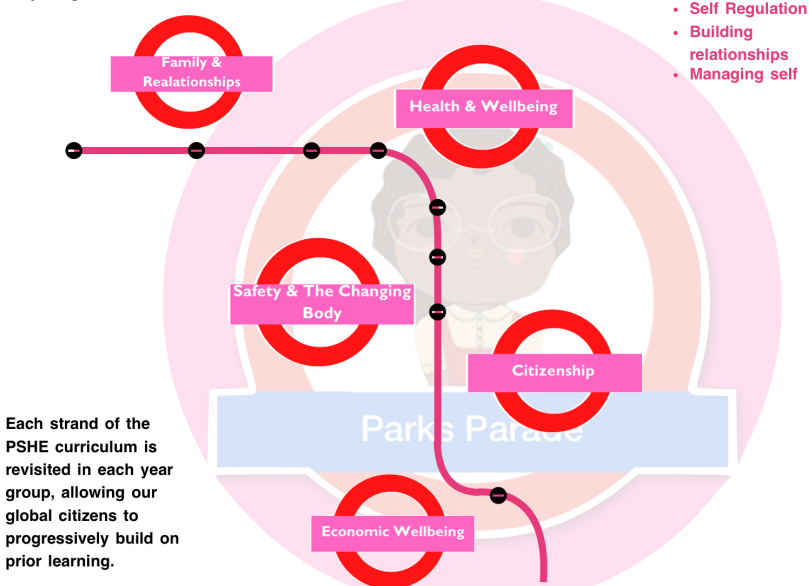 Self Regulation
Building
relationships
Managing self
Family &
Realationships
Health & Wellbeing
Safety & The Changing
Body
Citizenship
Parks Parade
Each strand of the
PSHE curriculum is
revisited in each year
group, allowing our
global citizens to
progressively build on
prior learning.
Economic Wellbeing